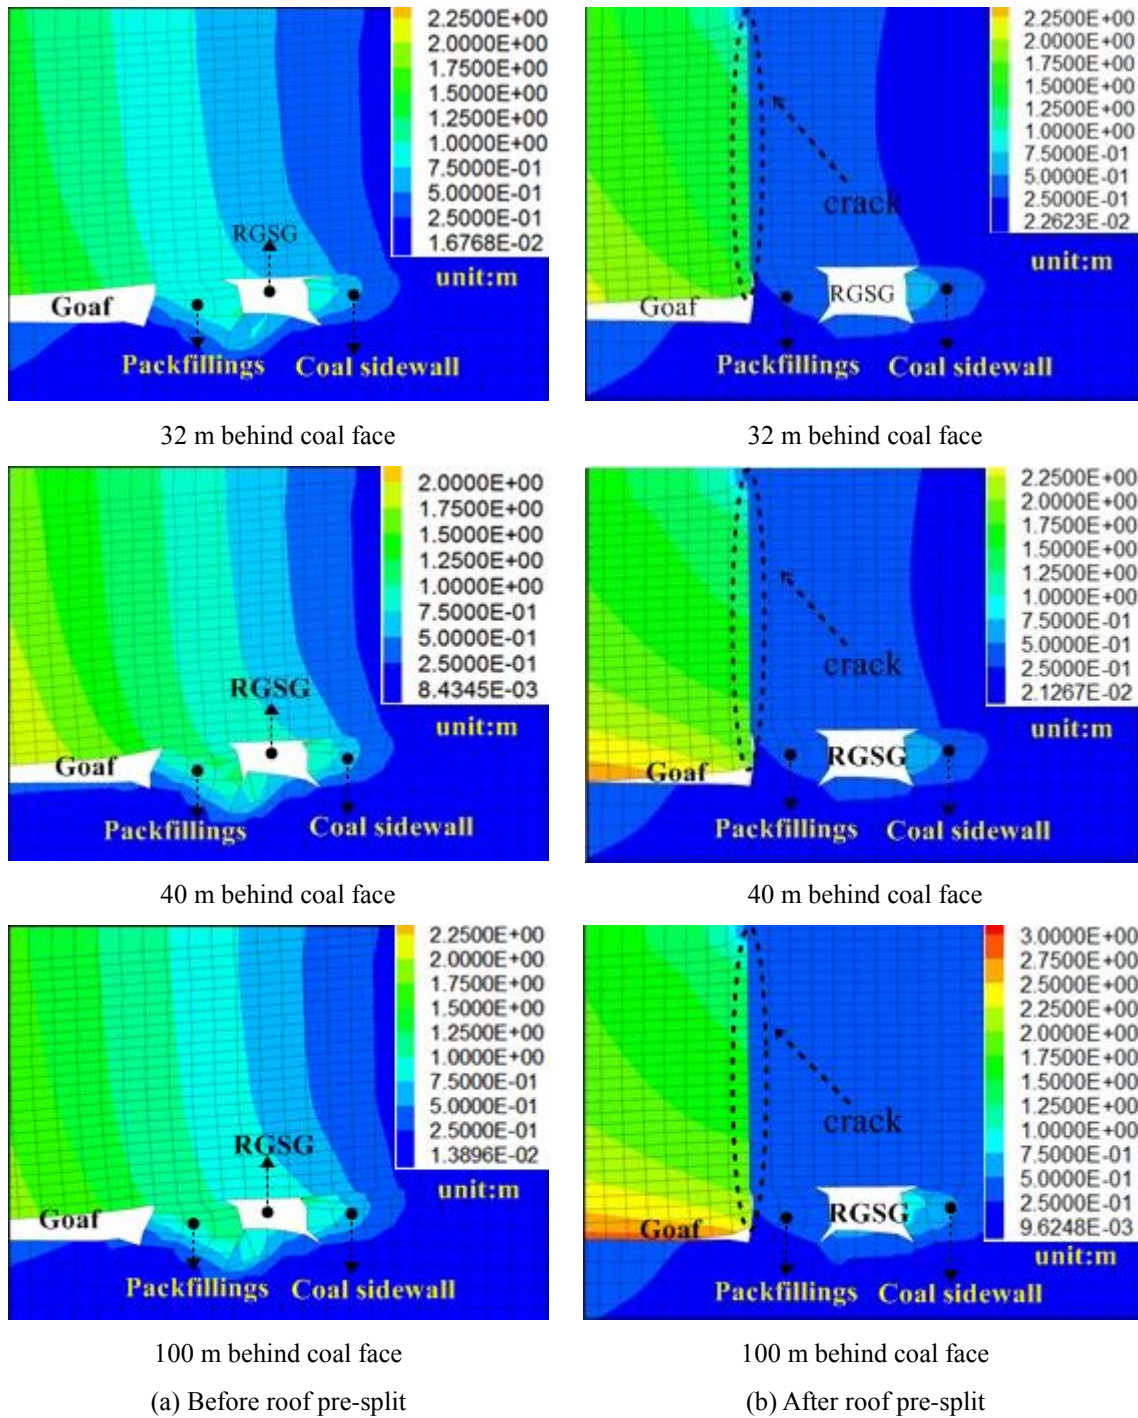 2.2500E+00
2.0000E+00
1.7500E+00
1.5000E+00
1.2500E+00
1.0000E+00
7.5000E-01
5.0000E-01
2.5000E-01
1.6768E-02
unit:m
RGSG
Goaf
Packfillings
Coal sidewall
32 m behind coal face
2.2500E+00
2.0000E+00
1.7500E+00
1.5000E+00
1.2500E+00
1.0000E+00
7.5000E-01
5.0000E-01
2.5000E-01
2.2623E-02
unit:m
crack
RGSG
Goaf
Packfillings
Coal sidewall
32 m behind coal face
2.0000E+00
1.7500E+00
1.5000E+00
1.2500E+00
1.0000E+00
7.5000E-01
5.0000E-01
2.5000E-01
8.4345E-03
unit:m
RGSG
Goaf
Packfillings
Coal sidewall
40 m behind coal face
2.2500E+00
2.0000E+00
1.7500E+00
1.5000E+00
1.2500E+00
1.0000E+00
7.5000E-01
5.0000E-01
2.5000E-01
2.1267E-02
unit:m
crack
RGSG
Goaf
Packfillings
Coal sidewall
40 m behind coal face
2.2500E+00
2.0000E+00
1.7500E+00
1.5000E+00
1.2500E+00
1.0000E+00
7.5000E-01
5.0000E-01
2.5000E-01
1.3896E-02
unit:m
RGSG
Goaf
Packfillings
Coal sidewall
100 m behind coal face
(a) Before roof pre-split
3.0000E+00
2.7500E+00
2.5000E+00
2.2500E+00
2.0000E+00
1.7500E+00
1.5000E+00
1.2500E+00
1.0000E+00
7.5000E-01
5.0000E-01
2.5000E-01
9.6248E-03
unit:m
crack
RGSG
Goaf
Packfillings
Coal sidewall
100 m behind coal face
(b) After roof pre-split